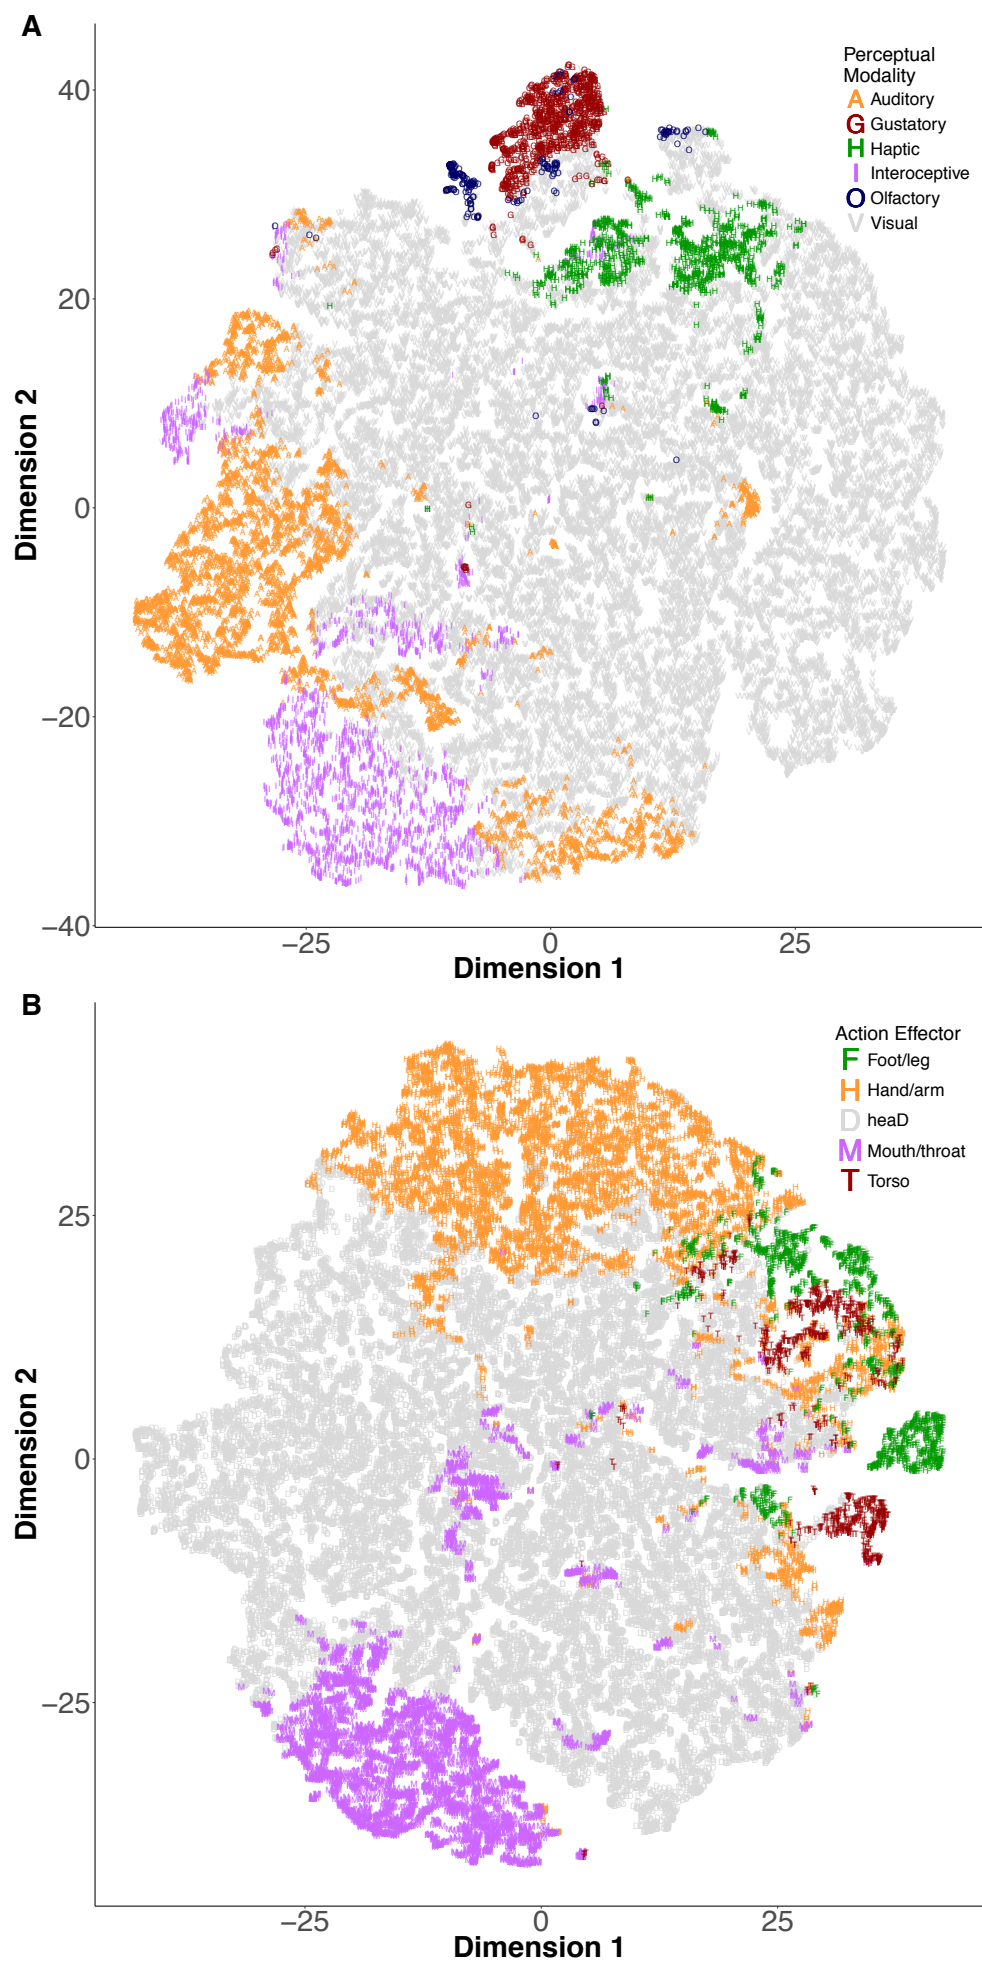 A
Perceptual
Modality
A Auditory
G Gustatory
H Haptic
I Interoceptive
O Olfactory
V Visual
40
20
0
−20
−40
Dimension 2
−25 0 25
Dimension 1
B
Action Effector
F Foot/leg
H Hand/arm
D heaD
M Mouth/throat
T Torso
25
0
−25
Dimension 2
−25 0 25
Dimension 1